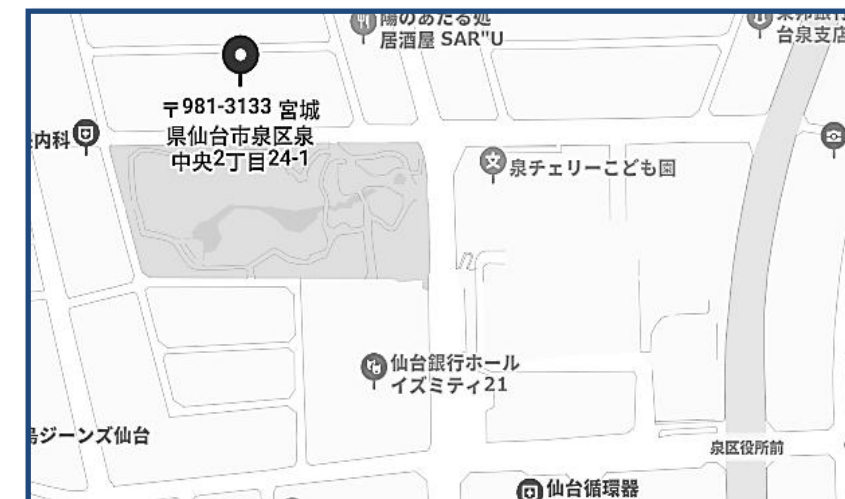 陽のあたる処
居酒屋 SAR"U
台泉支店
〒981-3133 宮城
県仙台市泉区泉
中央2丁目24-1
内科
泉チェリーこども園
仙台銀行ホール
イズミティ21
ジーンズ仙台
泉区役所前
仙台循環器